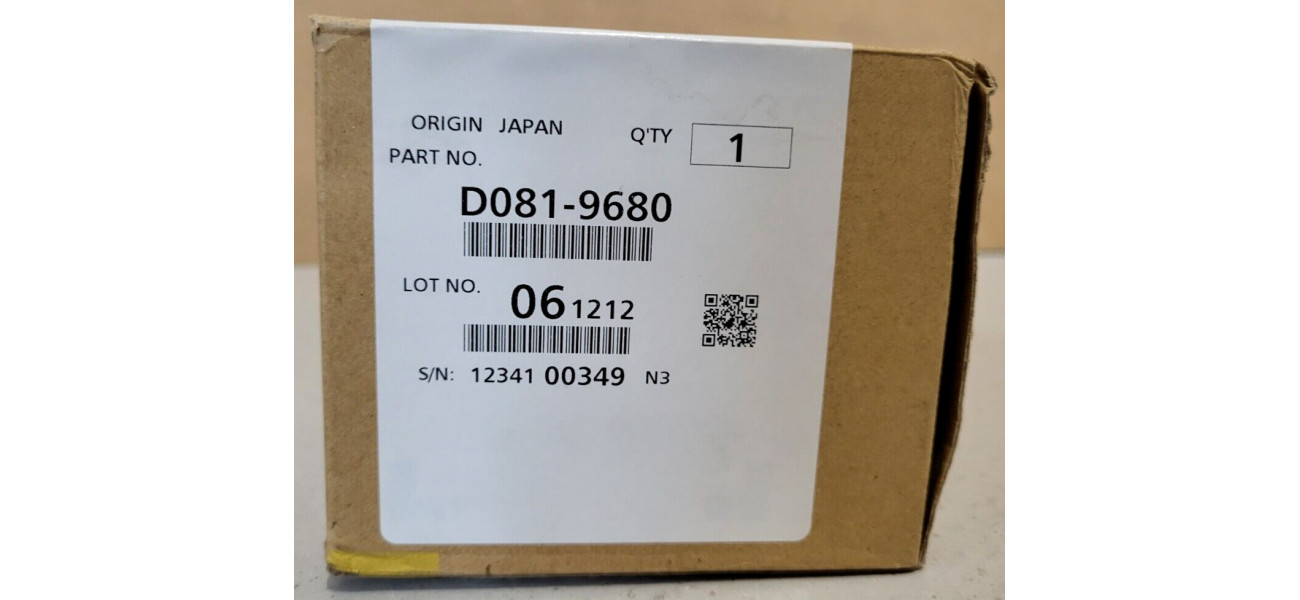 ORIGIN JAPAN Q'TY 1
PART NO.
D081-9680
LOT NO. 061212
S/N: 12341 00349 N3